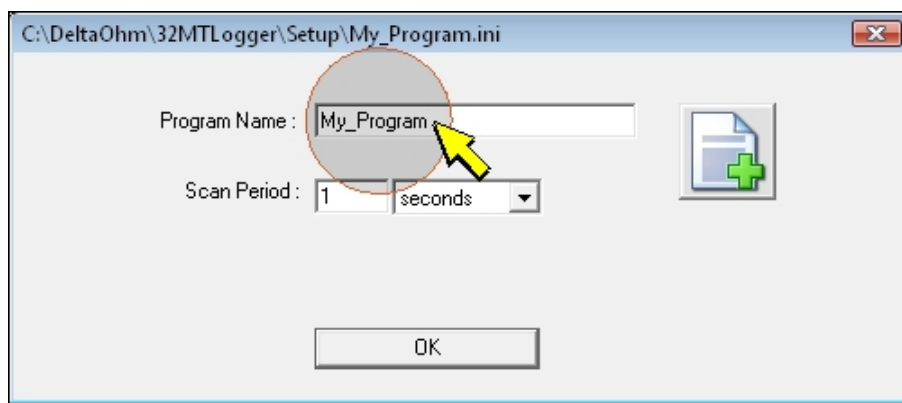 C:\DeltaOhm\32MTLogger\Setup\My_Program.ini
Program Name : My_Program
Scan Period : 1 seconds
OK